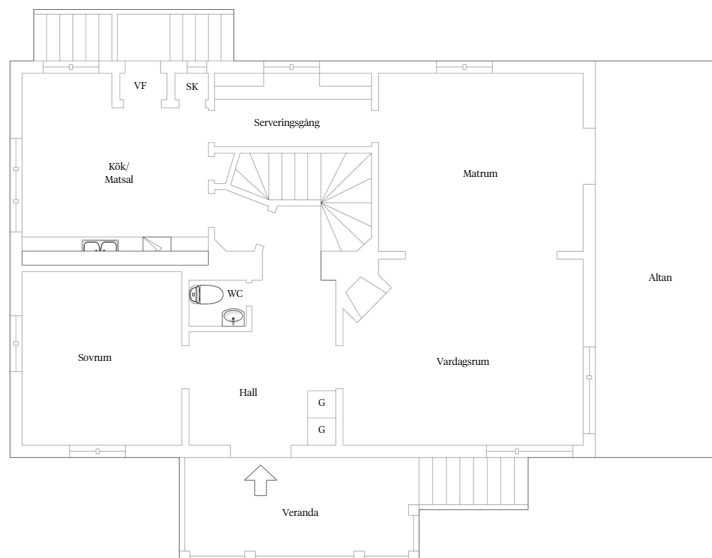 VF
SK
Serveringsgång
Kök/
Matsal
Matrum
Altan
WC
Sovrum
Vardagsrum
Hall
G
G
Veranda